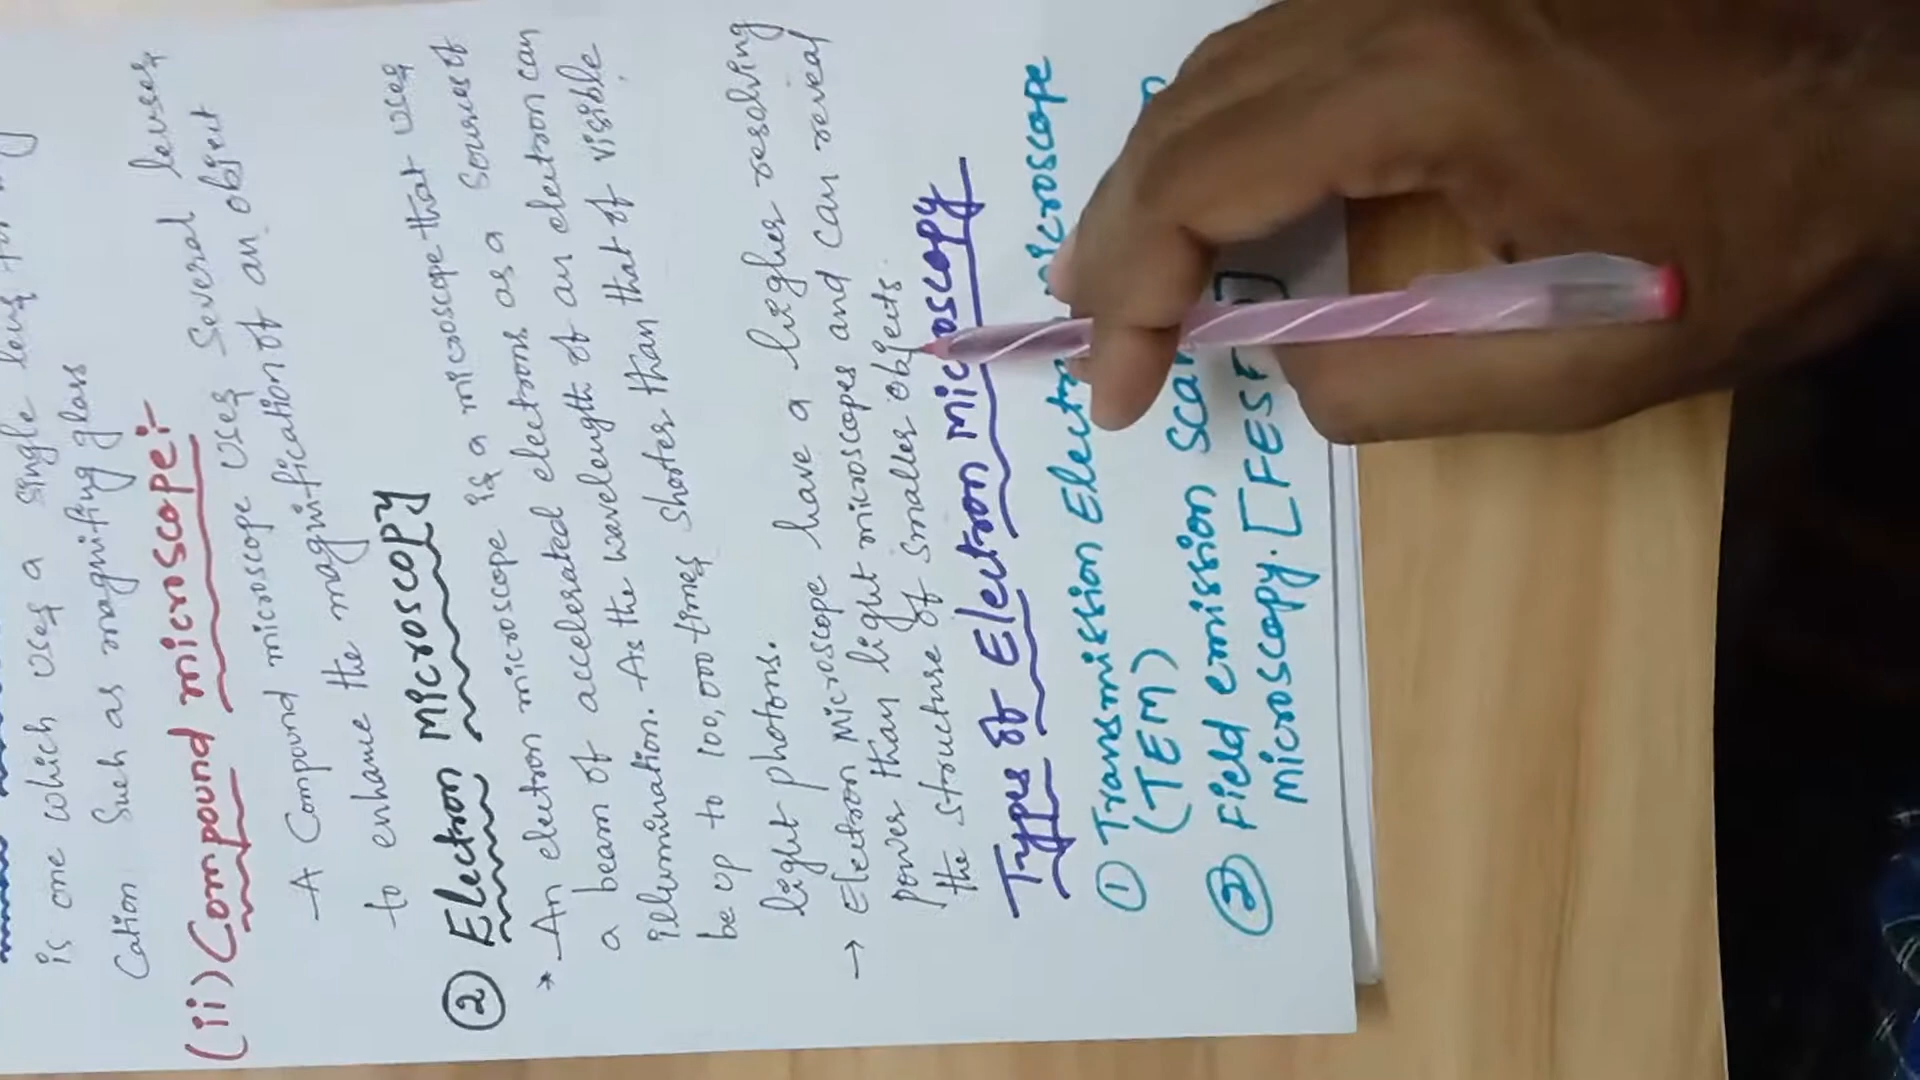 is one which uses a single lens for
cation such as magnifying glass
(ii) Compound microscope:-
→ A Compound microscope uses several lenses
to enhance the magnification of an object
② Electron Microscopy
* An electron microscope is a microscope that uses
a beam of accelerated electrons as a source of
illumination. As the wavelength of an electron can
be up to 100,000 times shorter than that of visible
light photons.
→ Electron Microscope have a higher resolving
power than light microscopes and can reveal
the structure of smaller objects.
Types of Electron Microscopy
① Transmission Electron microscope
(TEM)
② Field emission
microscopy. [FES